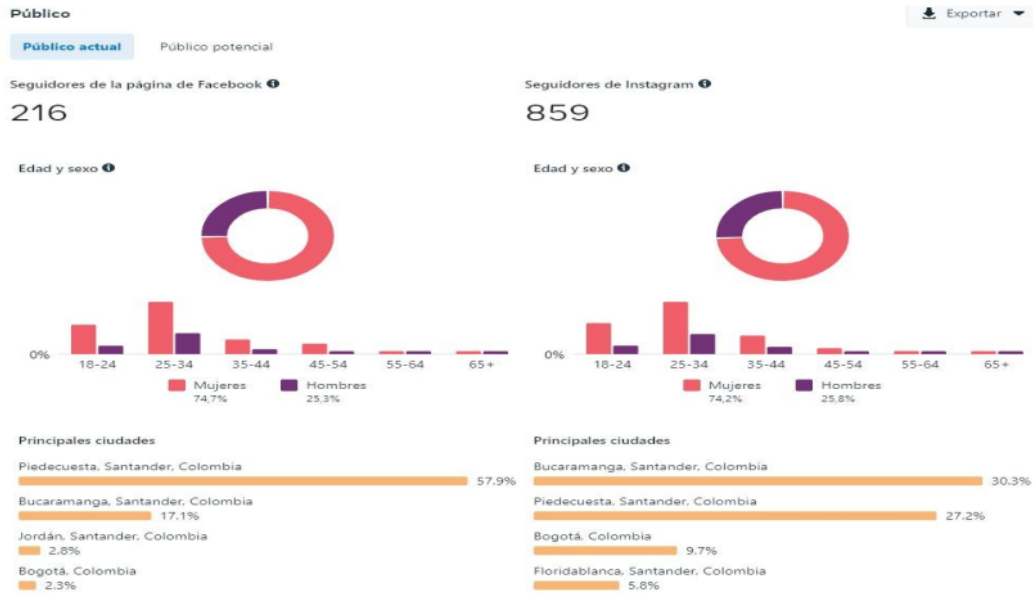 Público
Exportar
Público actual
Público potencial
Seguidores de la página de Facebook
216
Edad y sexo
0%
18-24 25-34 35-44 45-54 55-64 65+
Mujeres
74,7%
Hombres
25,3%
Principales ciudades
Piedecuesta, Santander, Colombia
57.9%
Bucaramanga, Santander, Colombia
17.1%
Jordán, Santander, Colombia
2.8%
Bogotá, Colombia
2.3%
Seguidores de Instagram
859
Edad y sexo
0%
18-24 25-34 35-44 45-54 55-64 65+
Mujeres
74,2%
Hombres
25,8%
Principales ciudades
Bucaramanga, Santander, Colombia
30.3%
Piedecuesta, Santander, Colombia
27.2%
Bogotá, Colombia
9.7%
Floridablanca, Santander, Colombia
5.8%